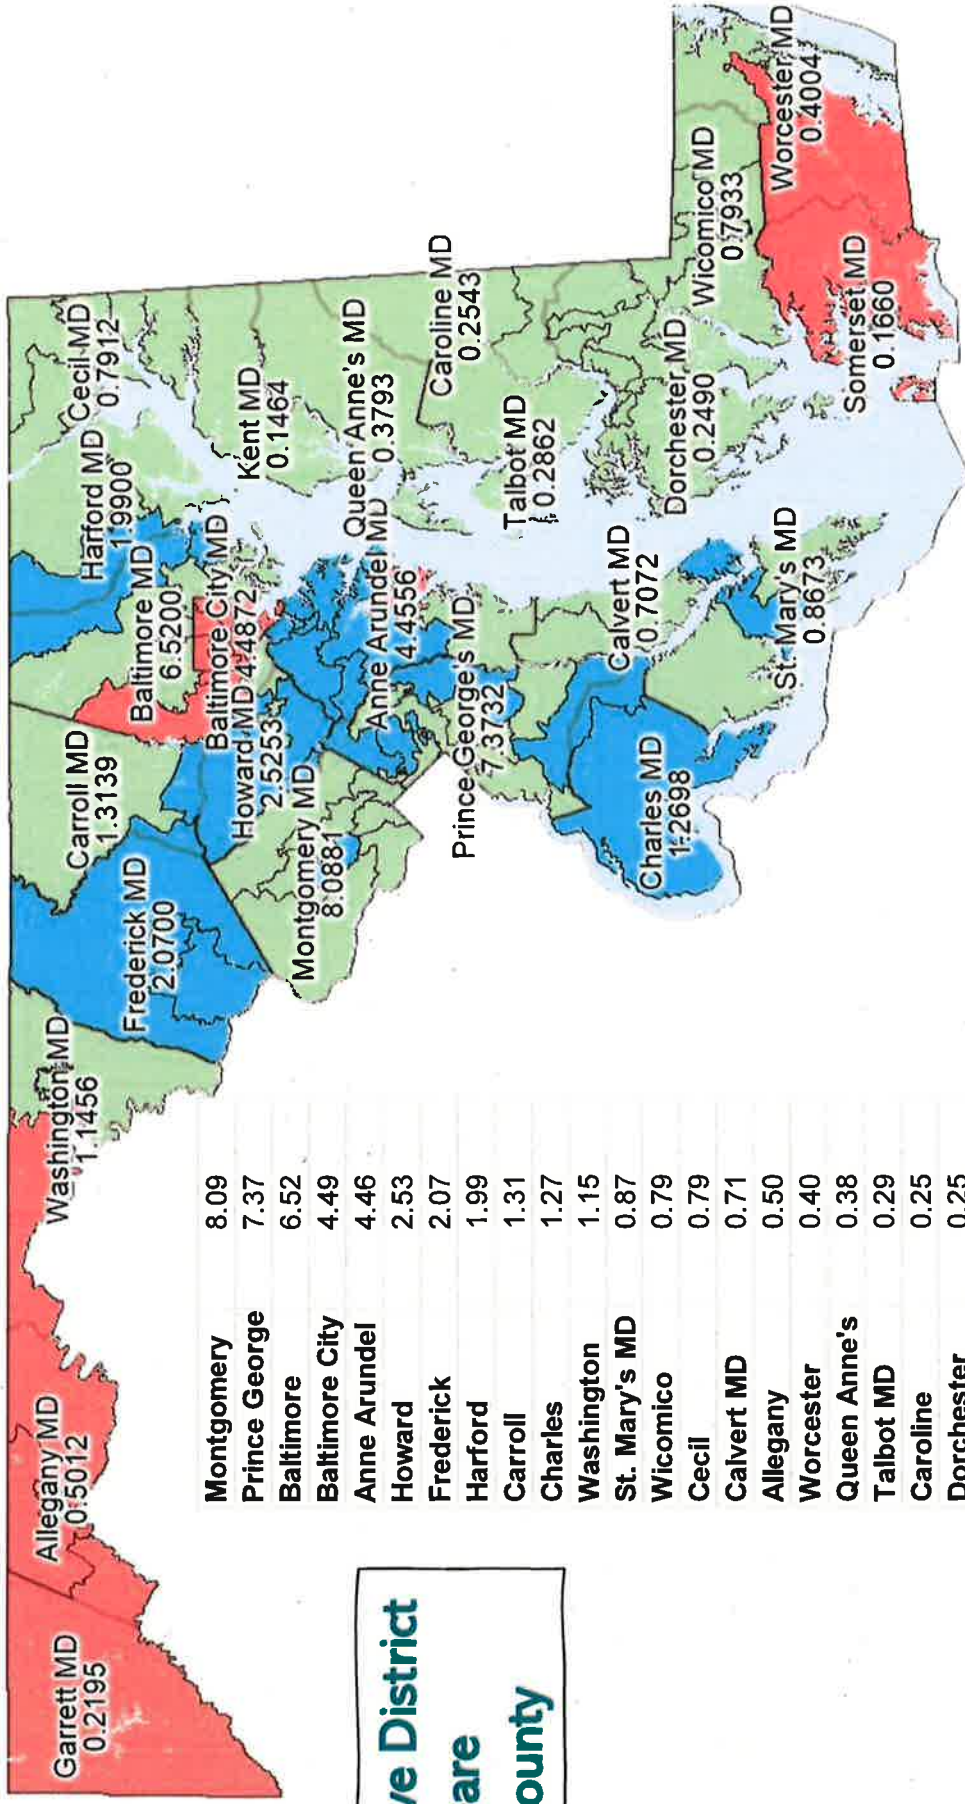 Garrett MD
0.2195
Allegany MD
0.5012
Washington MD
1.1456
Frederick MD
2.0700
Carroll MD
1.3139
Baltimore MD
6.5200
Harford MD
1.9900
Cecil MD
0.7912
Baltimore City MD
4.4872
Howard MD
2.5253
Montgomery MD
8.0881
Kent MD
0.1464
Queen Anne's MD
0.3793
Anne Arundel MD
4.4556
Caroline MD
0.2543
Prince George's MD
7.3732
Talbot MD
0.2862
Charles MD
1.2698
Calvert MD
0.7072
Dorchester MD
0.2490
Wicomico MD
0.7933
St. Mary's MD
0.8673
Somerset MD
0.1660
Worcester MD
0.4004
ve District
are
ounty
Montgomery 8.09
Prince George 7.37
Baltimore 6.52
Baltimore City 4.49
Anne Arundel 4.46
Howard 2.53
Frederick 2.07
Harford 1.99
Carroll 1.31
Charles 1.27
Washington 1.15
St. Mary's MD 0.87
Wicomico 0.79
Cecil 0.79
Calvert MD 0.71
Allegany 0.50
Worcester 0.40
Queen Anne's 0.38
Talbot MD 0.29
Caroline 0.25
Dorchester 0.25